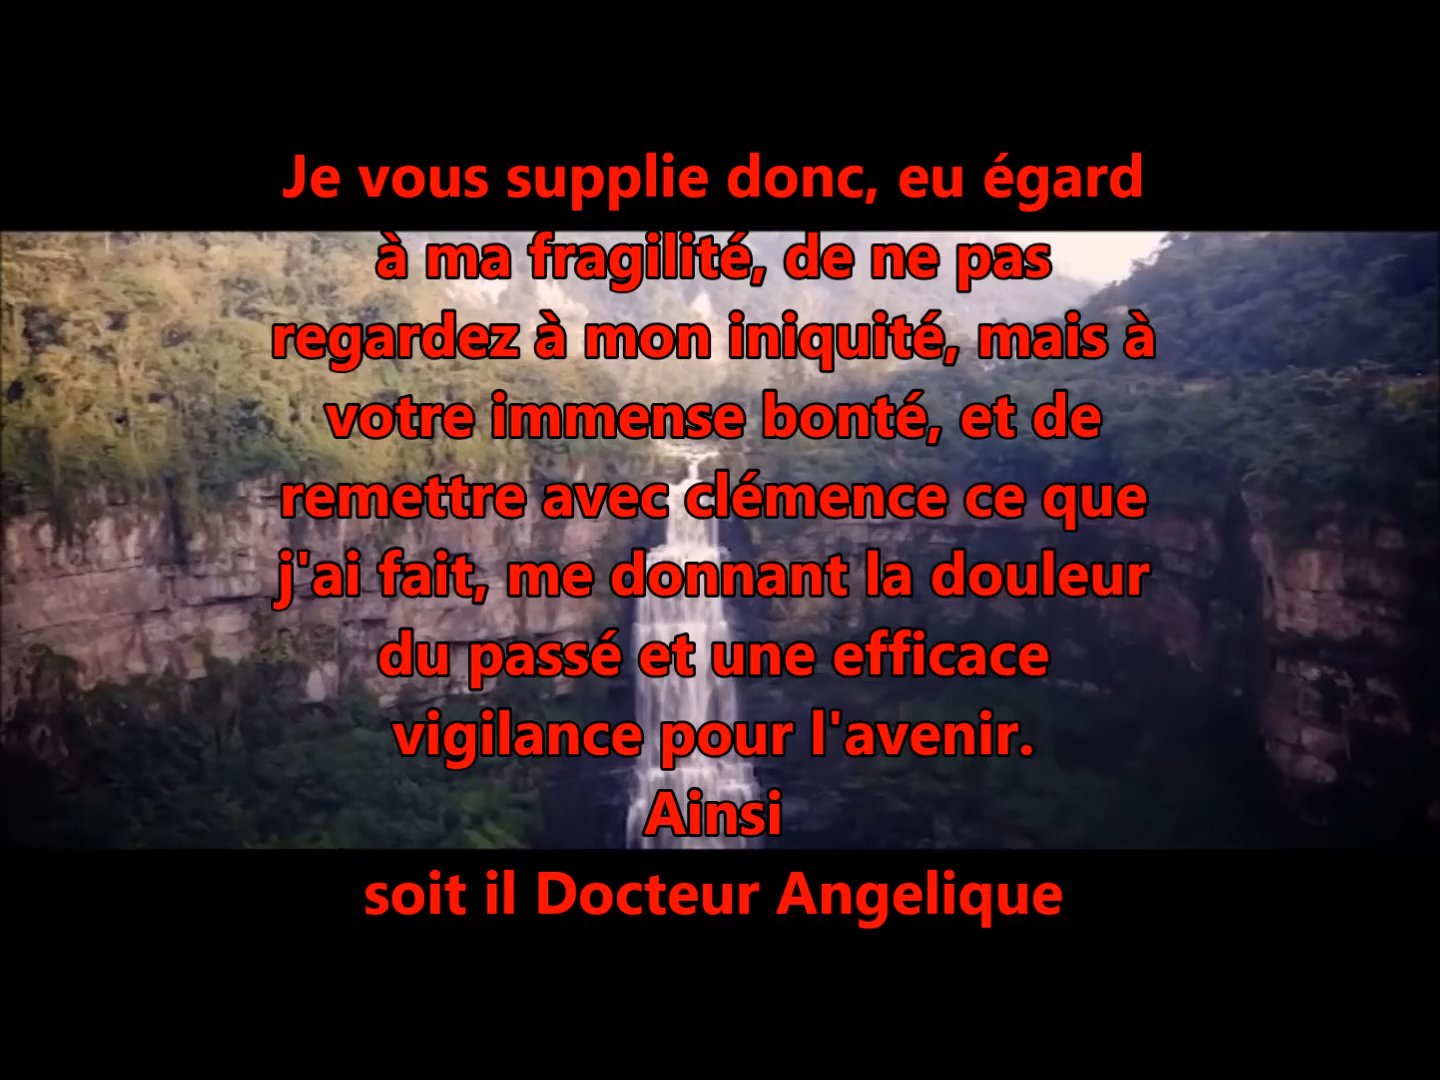 Je vous supplie donc, eu égard
à ma fragilité, de ne pas
regardez à mon iniquité, mais à
votre immense bonté, et de
remettre avec clémence ce que
j'ai fait, me donnant la douleur
du passé et une efficace
vigilance pour l'avenir.
Ainsi
soit il Docteur Angelique